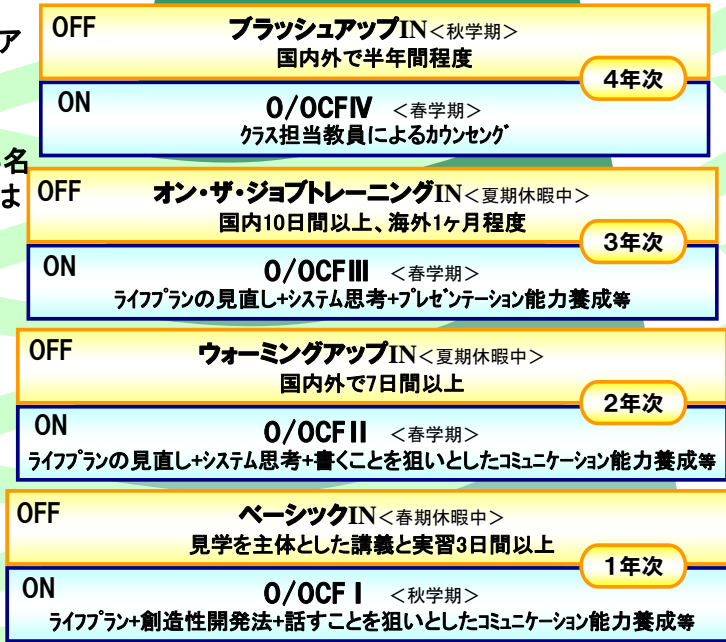 ア
OFF ブラッシュアップIN<秋学期>
国内外で半年間程度
4年次
ON O/OCFⅣ <春学期>
クラス担当教員によるカウンセング
名
は
OFF オン・ザ・ジョブトレーニングIN<夏期休暇中>
国内10日間以上、海外1ヶ月程度
3年次
ON O/OCFⅢ <春学期>
ライフプランの見直し+システム思考+プレゼンテーション能力養成等
OFF ウォーミングアップIN<夏期休暇中>
国内外で7日間以上
2年次
ON O/OCFⅡ <春学期>
ライフプランの見直し+システム思考+書くことを狙いとしたコミュニケーション能力養成等
OFF ベーシックIN<春期休暇中>
見学を主体とした講義と実習3日間以上
1年次
ON O/OCFⅠ <秋学期>
ライフプラン+創造性開発法+話すことを狙いとしたコミュニケーション能力養成等